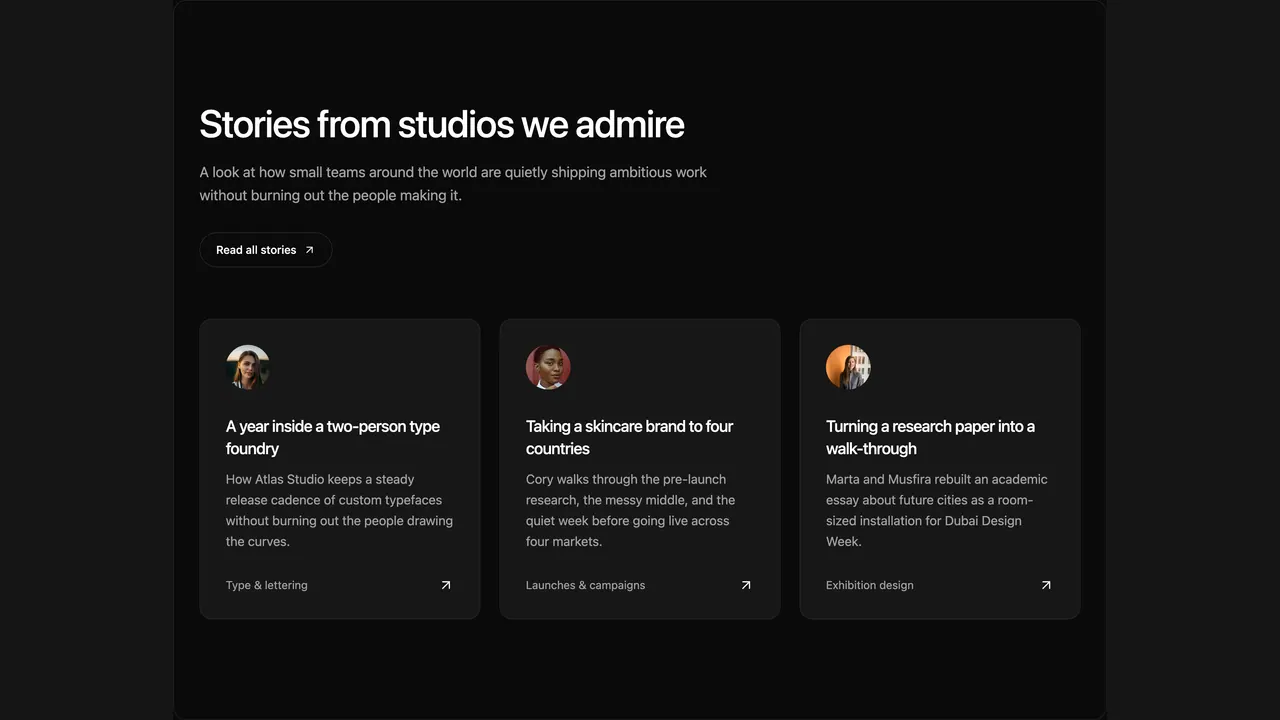 Stories from studios we admire
A look at how small teams around the world are quietly shipping ambitious work
without burning out the people making it.
Read all stories
A year inside a two-person type
foundry
How Atlas Studio keeps a steady
release cadence of custom typefaces
without burning out the people drawing
the curves.
Type & lettering
Taking a skincare brand to four
countries
Cory walks through the pre-launch
research, the messy middle, and the
quiet week before going live across
four markets.
Launches & campaigns
Turning a research paper into a
walk-through
Marta and Musfira rebuilt an academic
essay about future cities as a room-
sized installation for Dubai Design
Week.
Exhibition design